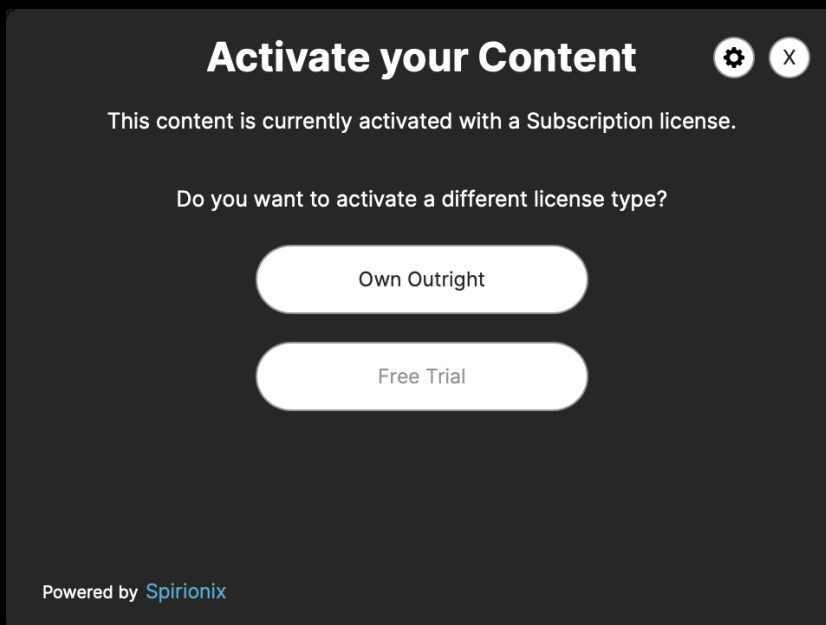 Activate your Content
X
This content is currently activated with a Subscription license.
Do you want to activate a different license type?
Own Outright
Free Trial
Powered by Spirionix